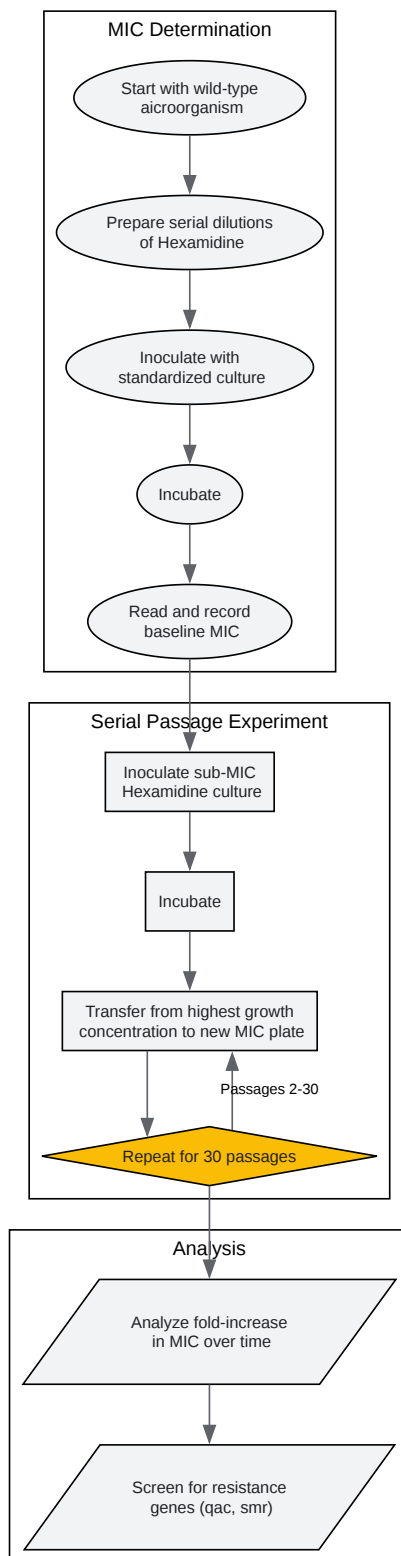 MIC Determination
Start with wild-type
aicroorganism
Prepare serial dilutions
of Hexamidine
Inoculate with
standardized culture
Incubate
Read and record
baseline MIC
Serial Passage Experiment
Inoculate sub-MIC
Hexamidine culture
Incubate
Transfer from highest growth
concentration to new MIC plate
Passages 2-30
Repeat for 30 passages
Analysis
Analyze fold-increase
in MIC over time
Screen for resistance
genes (qac, smr)